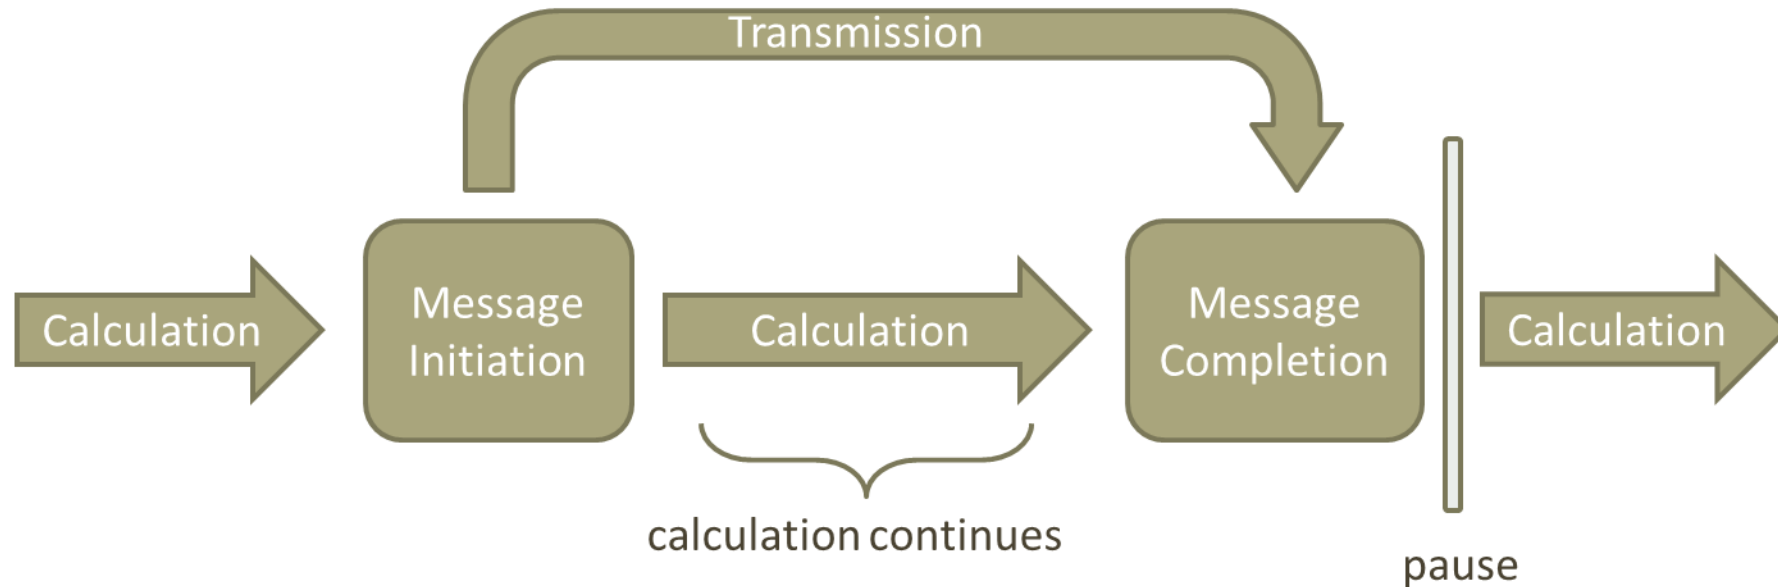 Transmission
Calculation
Message
Initiation
Calculation
Message
Completion
Calculation
calculation continues
pause